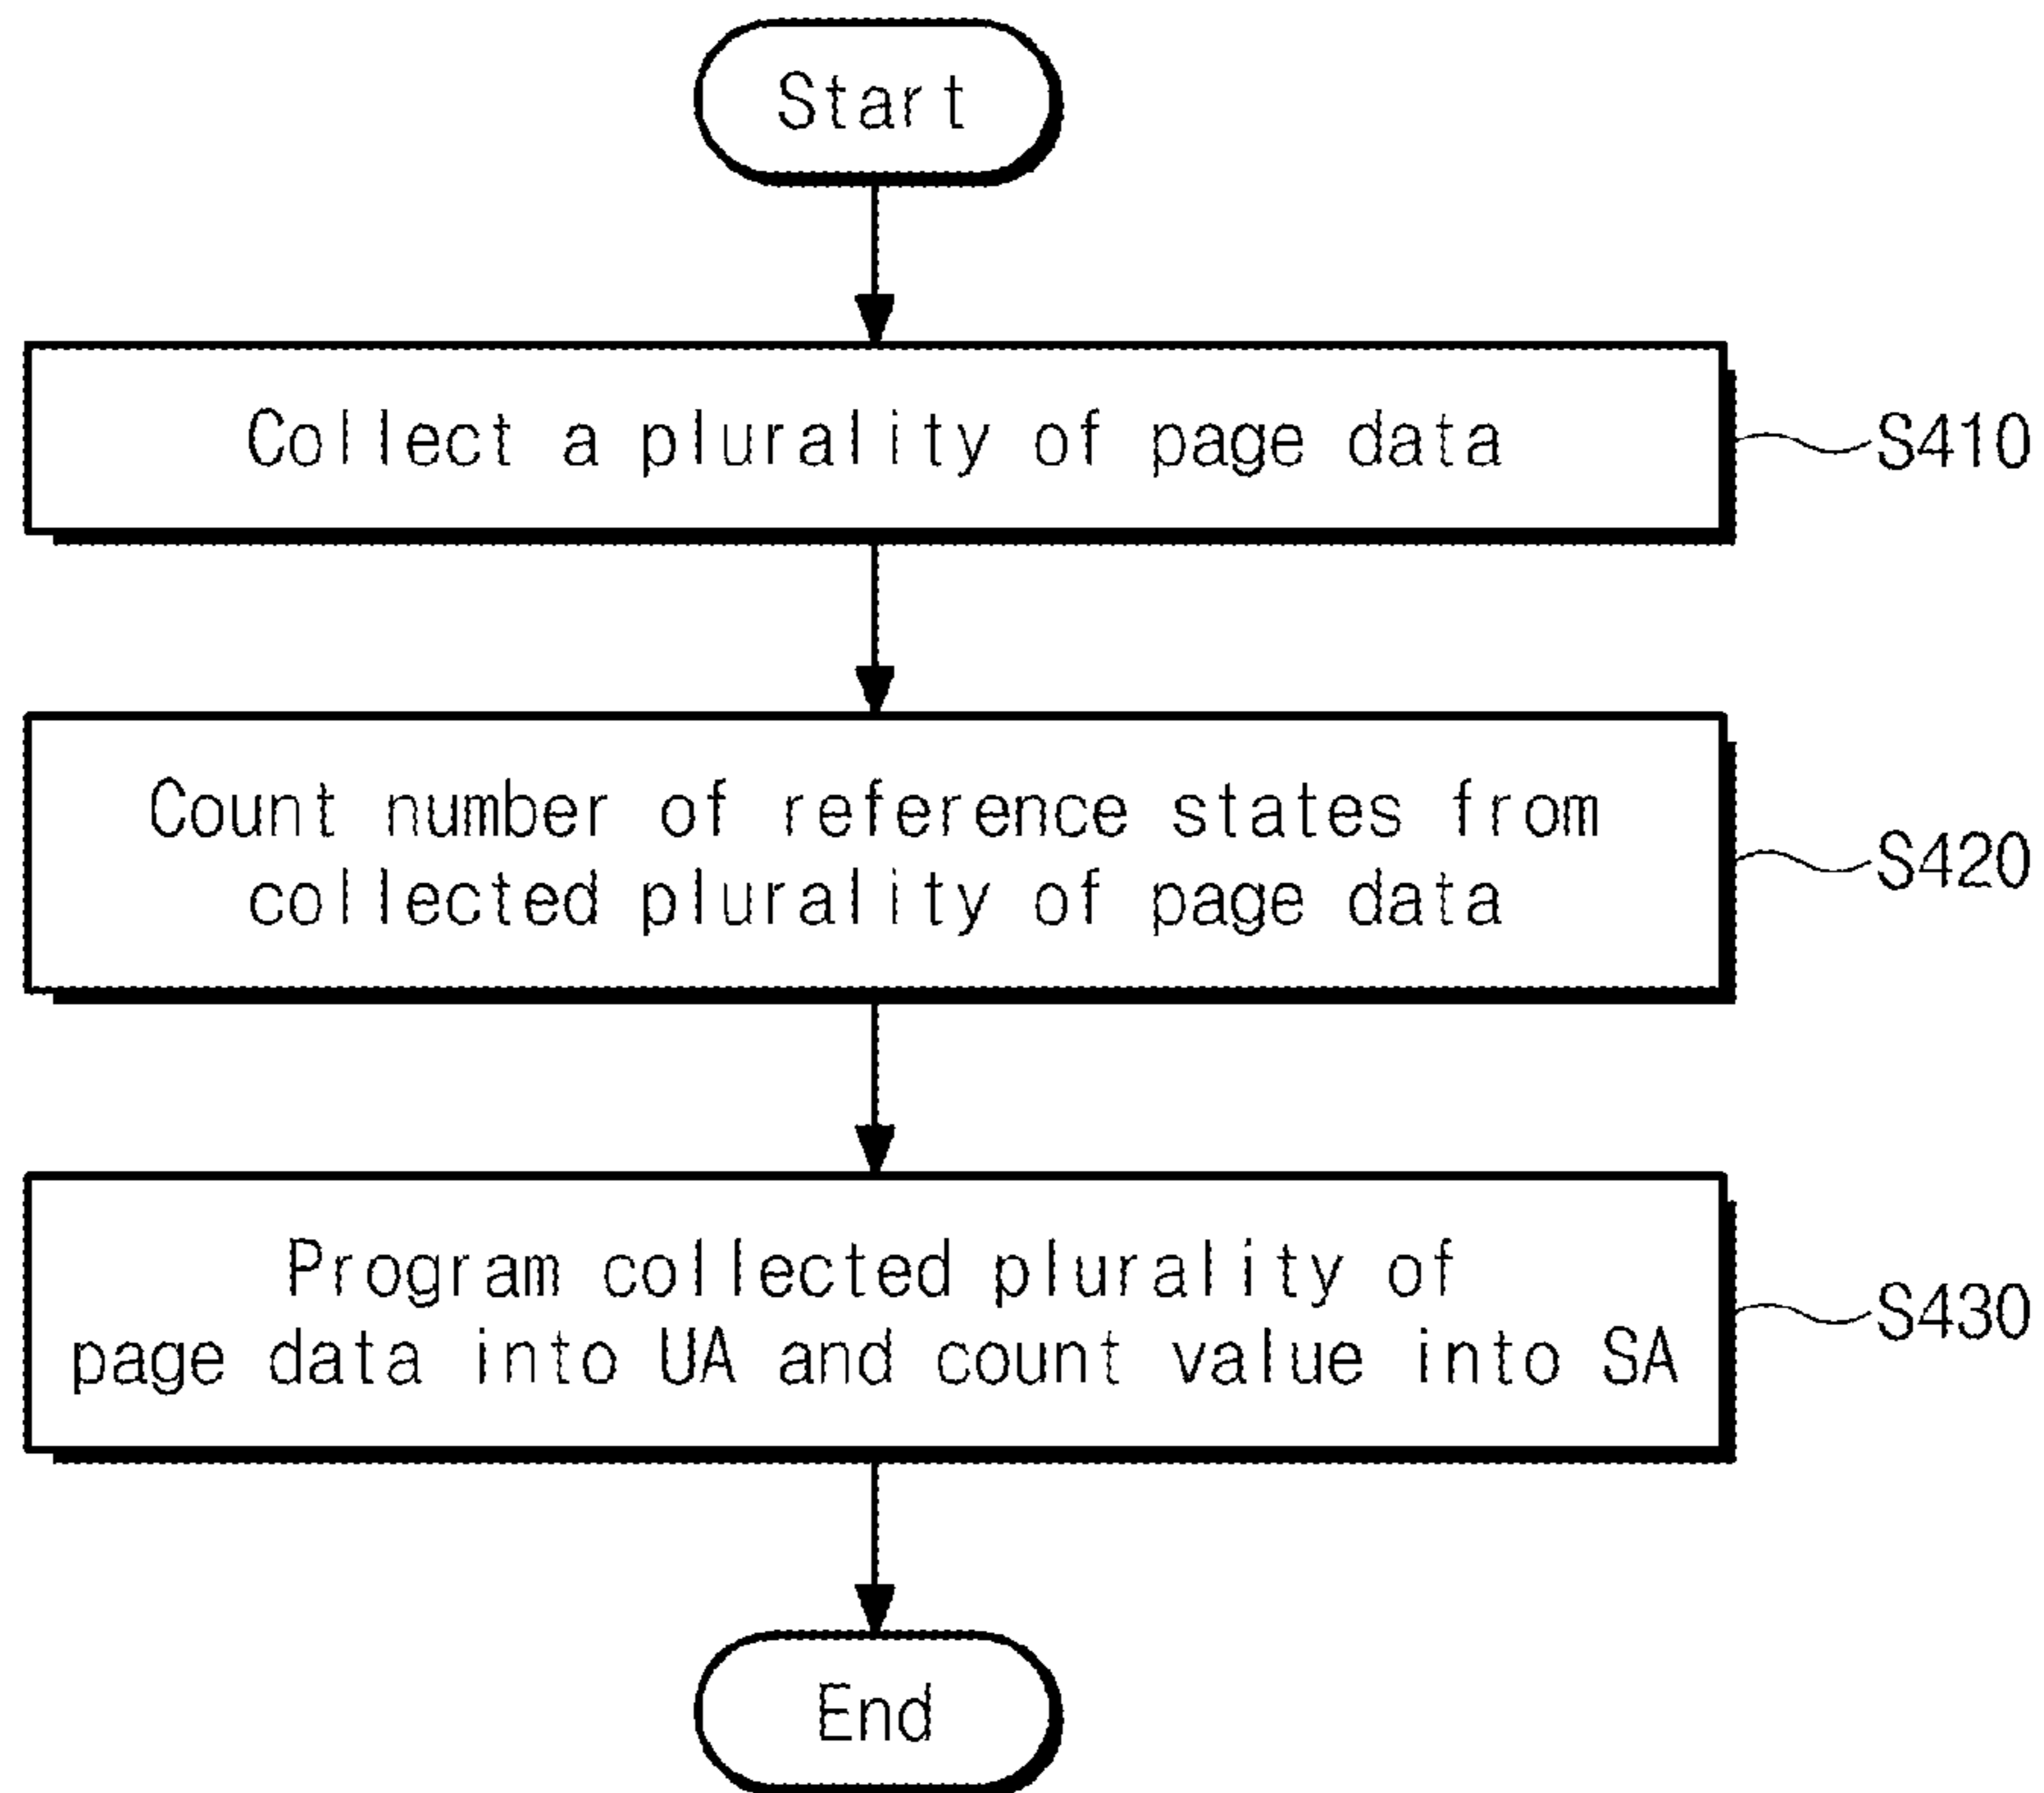 Start
Collect a plurality of page data
S410
Count number of reference states from
collected plurality of page data
S420
Program collected plurality of
page data into UA and count value into SA
S430
End